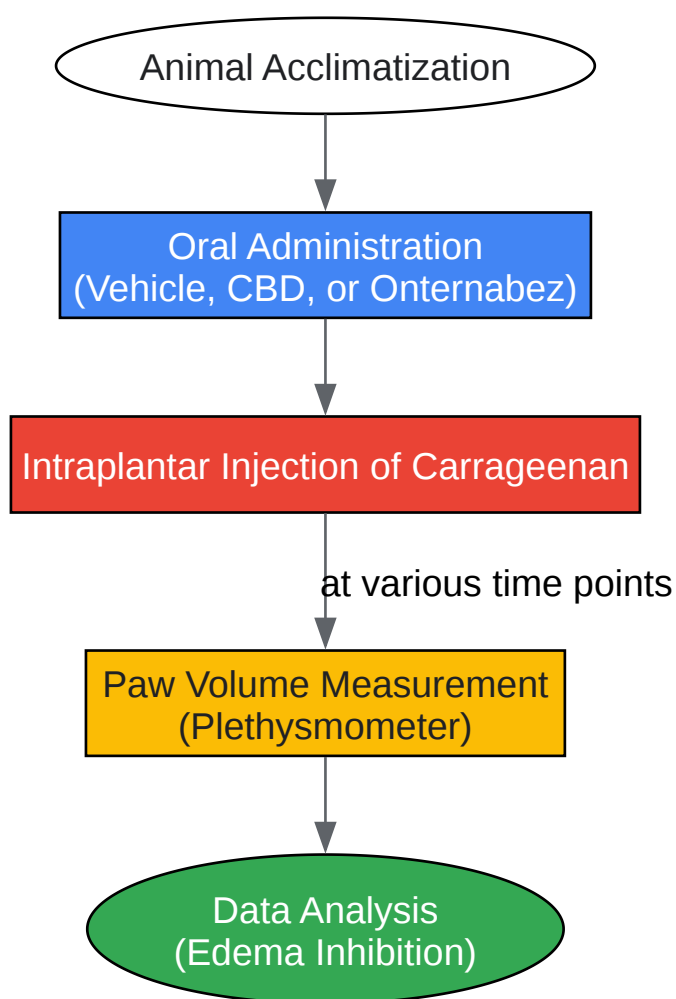 Animal Acclimatization
Oral Administration
(Vehicle, CBD, or Onternabez)
Intraplantar Injection of Carrageenan
at various time points
Paw Volume Measurement
(Plethysmometer)
Data Analysis
(Edema Inhibition)